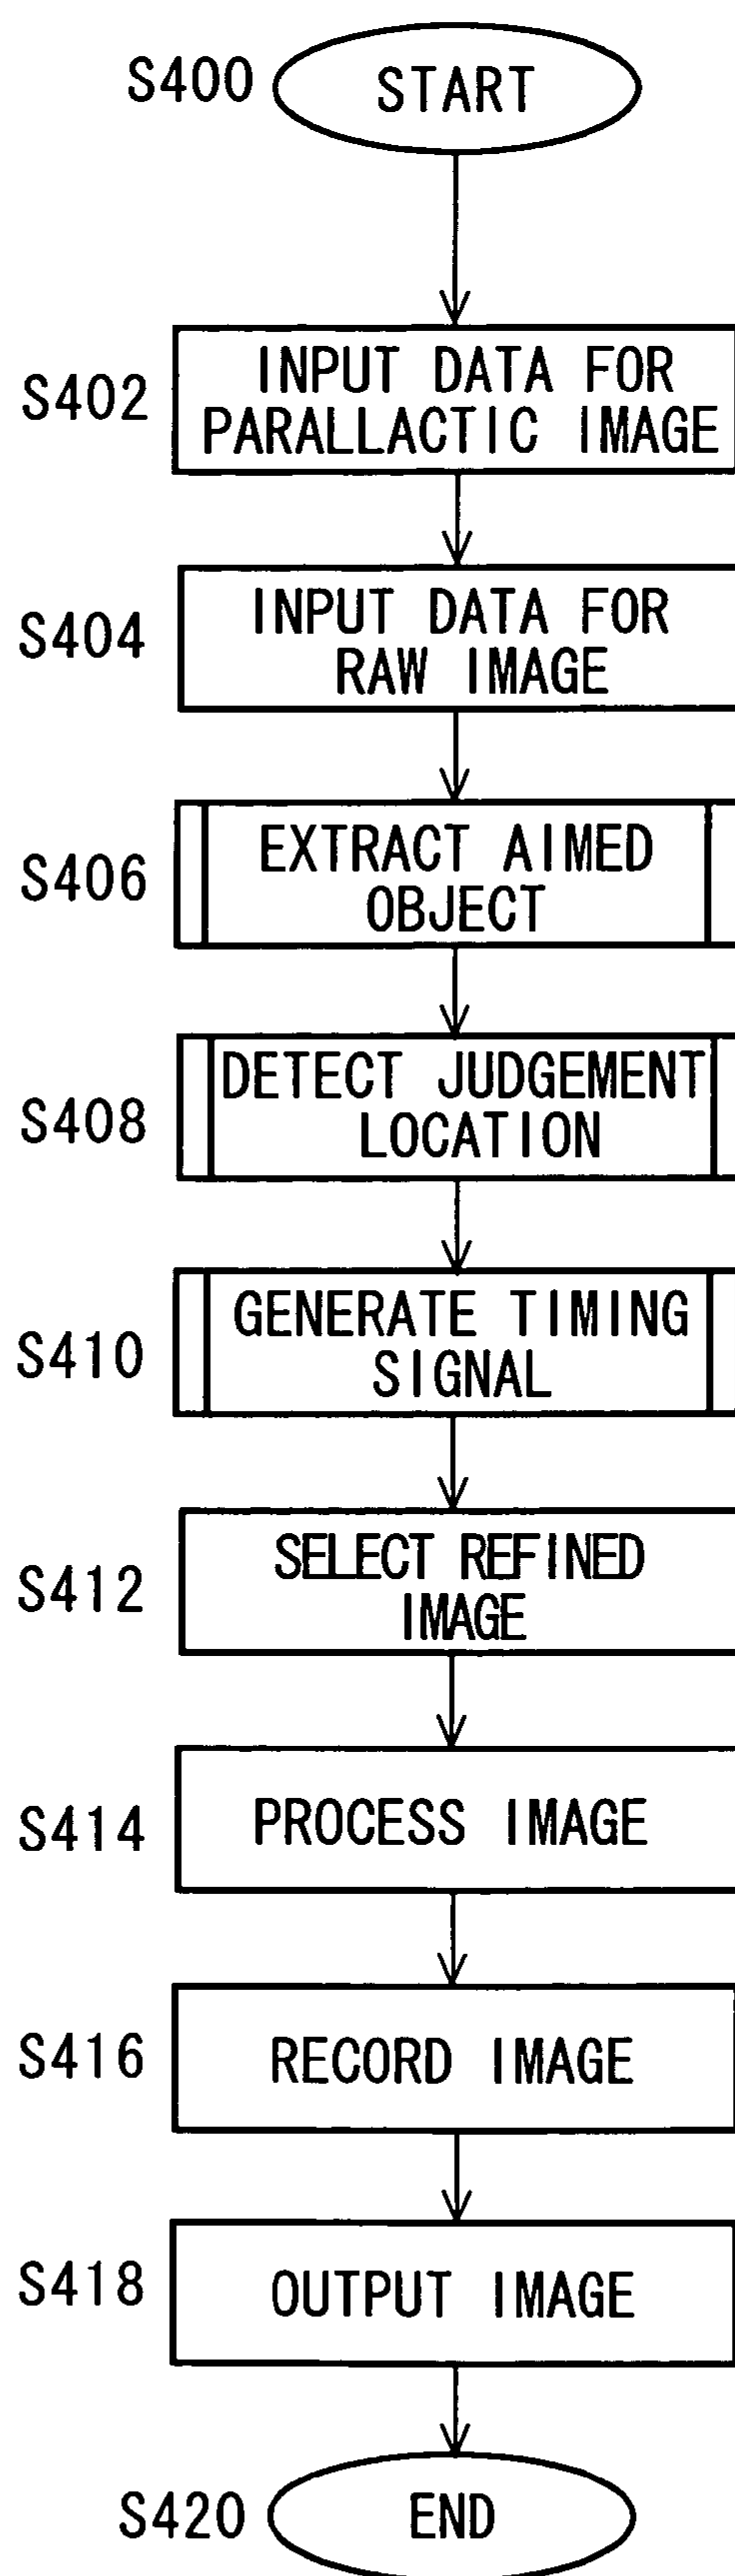 S400 START
S402 INPUT DATA FOR
PARALLACTIC IMAGE
S404 INPUT DATA FOR
RAW IMAGE
S406 EXTRACT AIMED
OBJECT
S408 DETECT JUDGEMENT
LOCATION
S410 GENERATE TIMING
SIGNAL
S412 SELECT REFINED
IMAGE
S414 PROCESS IMAGE
S416 RECORD IMAGE
S418 OUTPUT IMAGE
S420 END